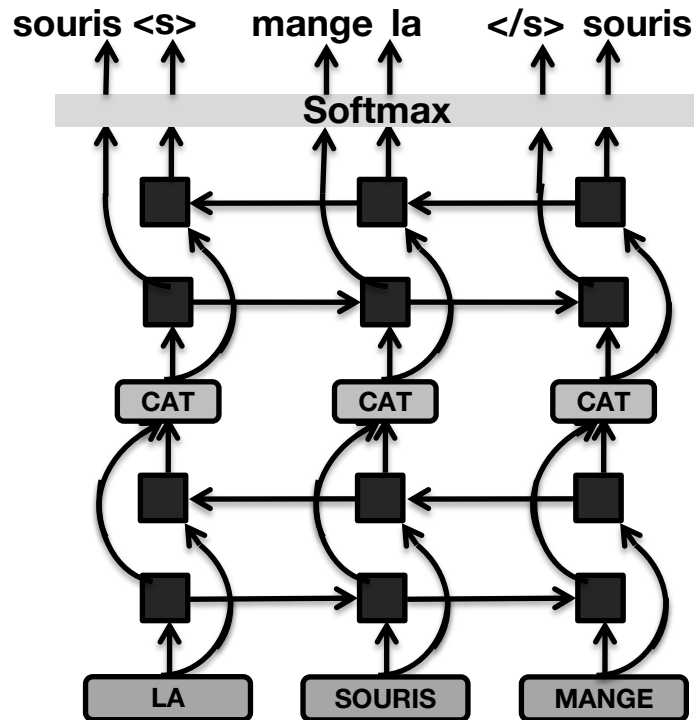 souris <s> mange la </s> souris
Softmax
CAT CAT CAT
LA SOURIS MANGE